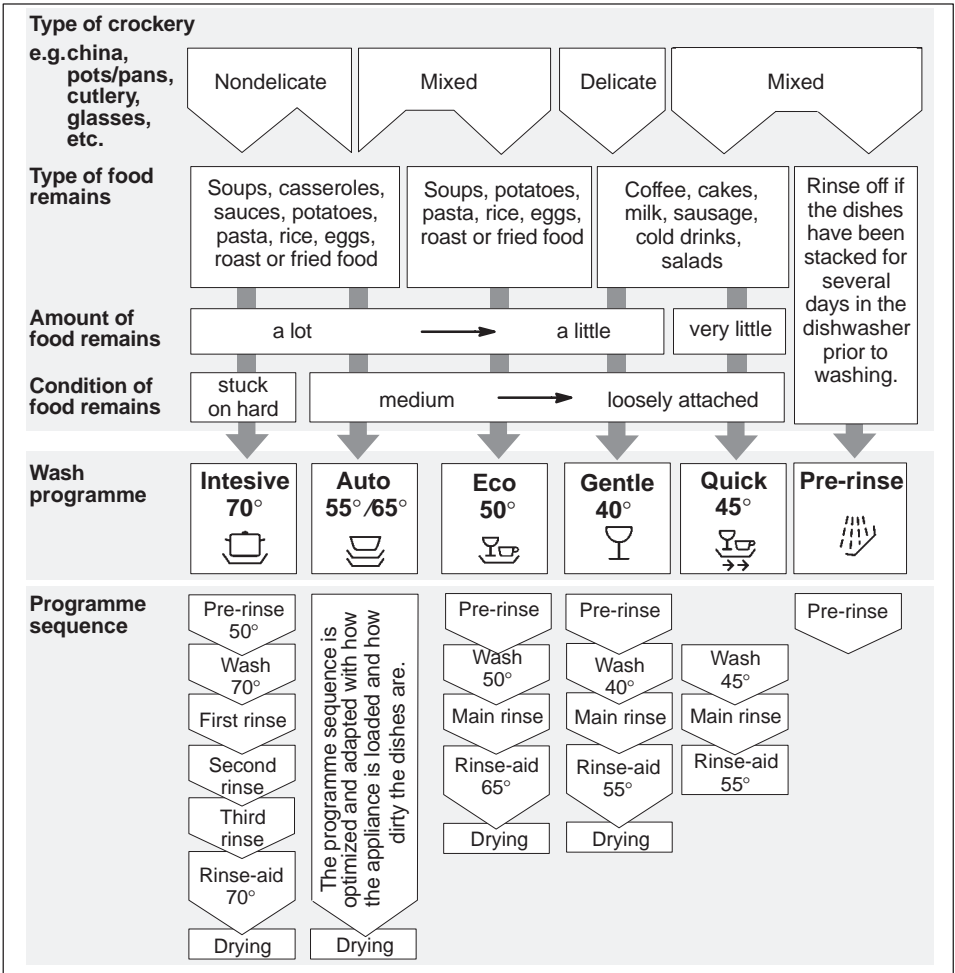 Type of crockery
e.g. china,
pots/pans,
cutlery,
glasses,
etc.
Nondelicate
Mixed
Delicate
Mixed
Type of food
remains
Soups, casseroles,
sauces, potatoes,
pasta, rice, eggs,
roast or fried food
Soups, potatoes,
pasta, rice, eggs,
roast or fried food
Coffee, cakes,
milk, sausage,
cold drinks,
salads
Rinse off if
the dishes
have been
stacked for
several
days in the
dishwasher
prior to
washing.
Amount of
food remains
a lot → a little
very little
Condition of
food remains
stuck
on hard
medium → loosely attached
Wash
programme
Intesive
70°
Auto
55°/65°
Eco
50°
Gentle
40°
Quick
45°
Pre-rinse
Programme
sequence
Pre-rinse
50°
Wash
70°
First rinse
Second
rinse
Third
rinse
Rinse-aid
70°
Drying
The programme sequence is
optimized and adapted with how
the appliance is loaded and how
dirty the dishes are.
Drying
Pre-rinse
Wash
50°
Main rinse
Rinse-aid
65°
Drying
Pre-rinse
Wash
40°
Main rinse
Rinse-aid
55°
Drying
Wash
45°
Main rinse
Rinse-aid
55°
Pre-rinse